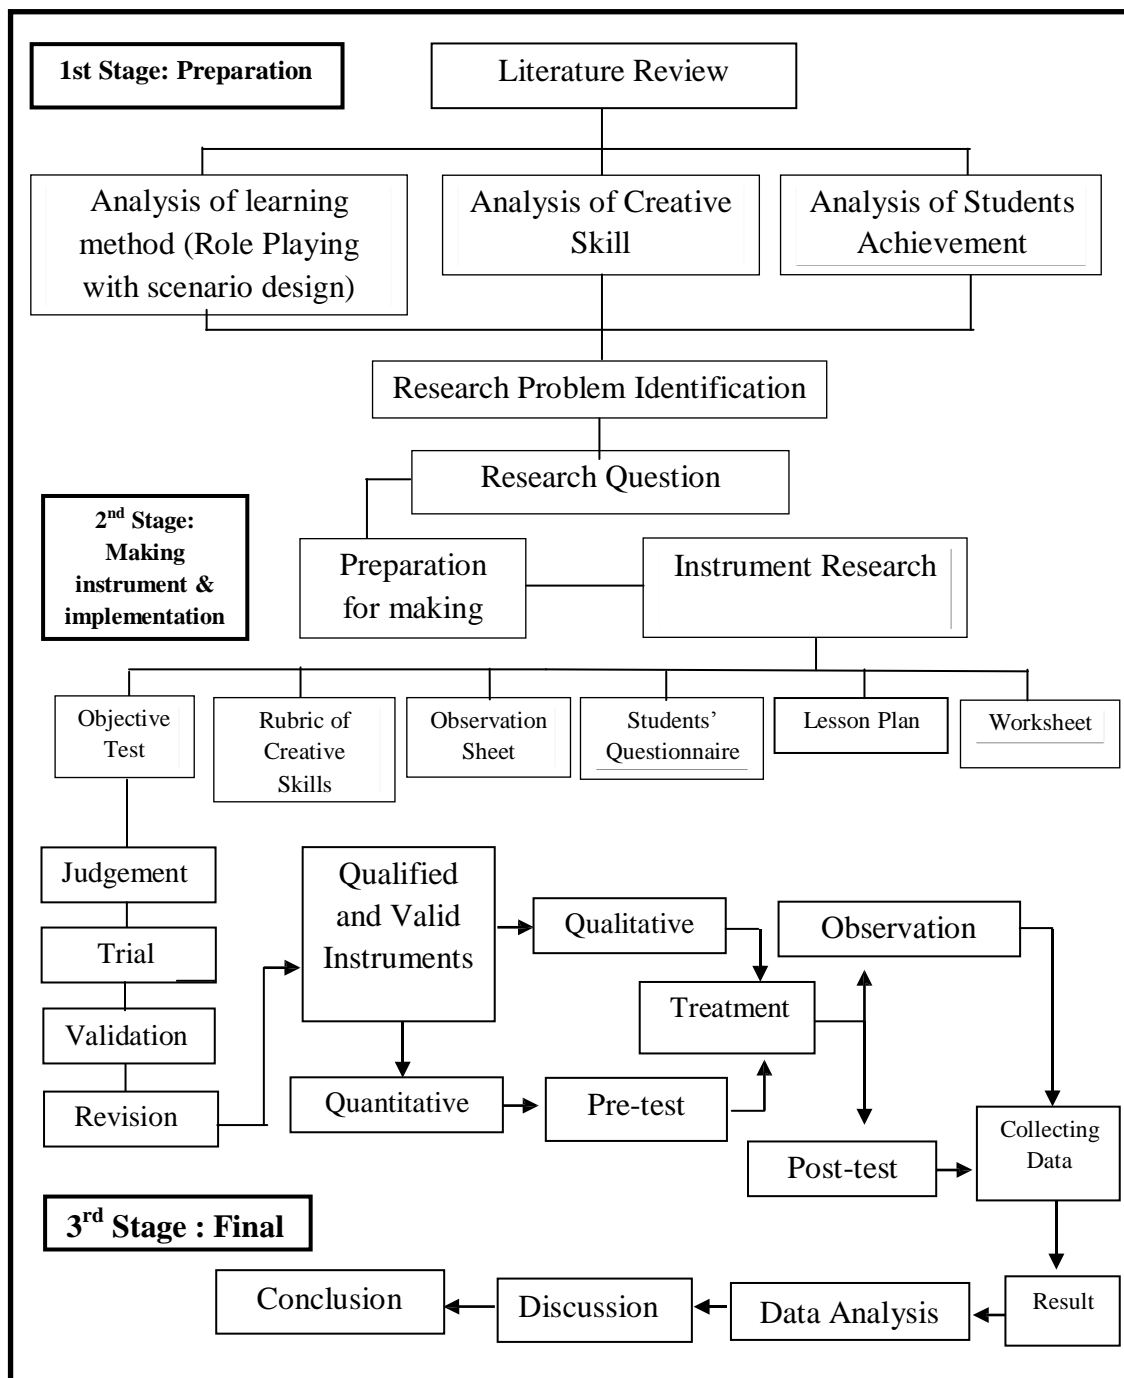 1st Stage: Preparation
Literature Review
Analysis of learning
method (Role Playing
with scenario design)
Analysis of Creative
Skill
Analysis of Students
Achievement
Research Problem Identification
Research Question
2nd Stage:
Making
instrument &
implementation
Preparation
for making
Instrument Research
Objective
Test
Rubric of
Creative
Skills
Observation
Sheet
Students’
Questionnaire
Lesson Plan
Worksheet
Judgement
Trial
Validation
Revision
Qualified
and Valid
Instruments
Qualitative
Observation
Treatment
Quantitative
Pre-test
Post-test
Collecting
Data
3rd Stage : Final
Conclusion
Discussion
Data Analysis
Result